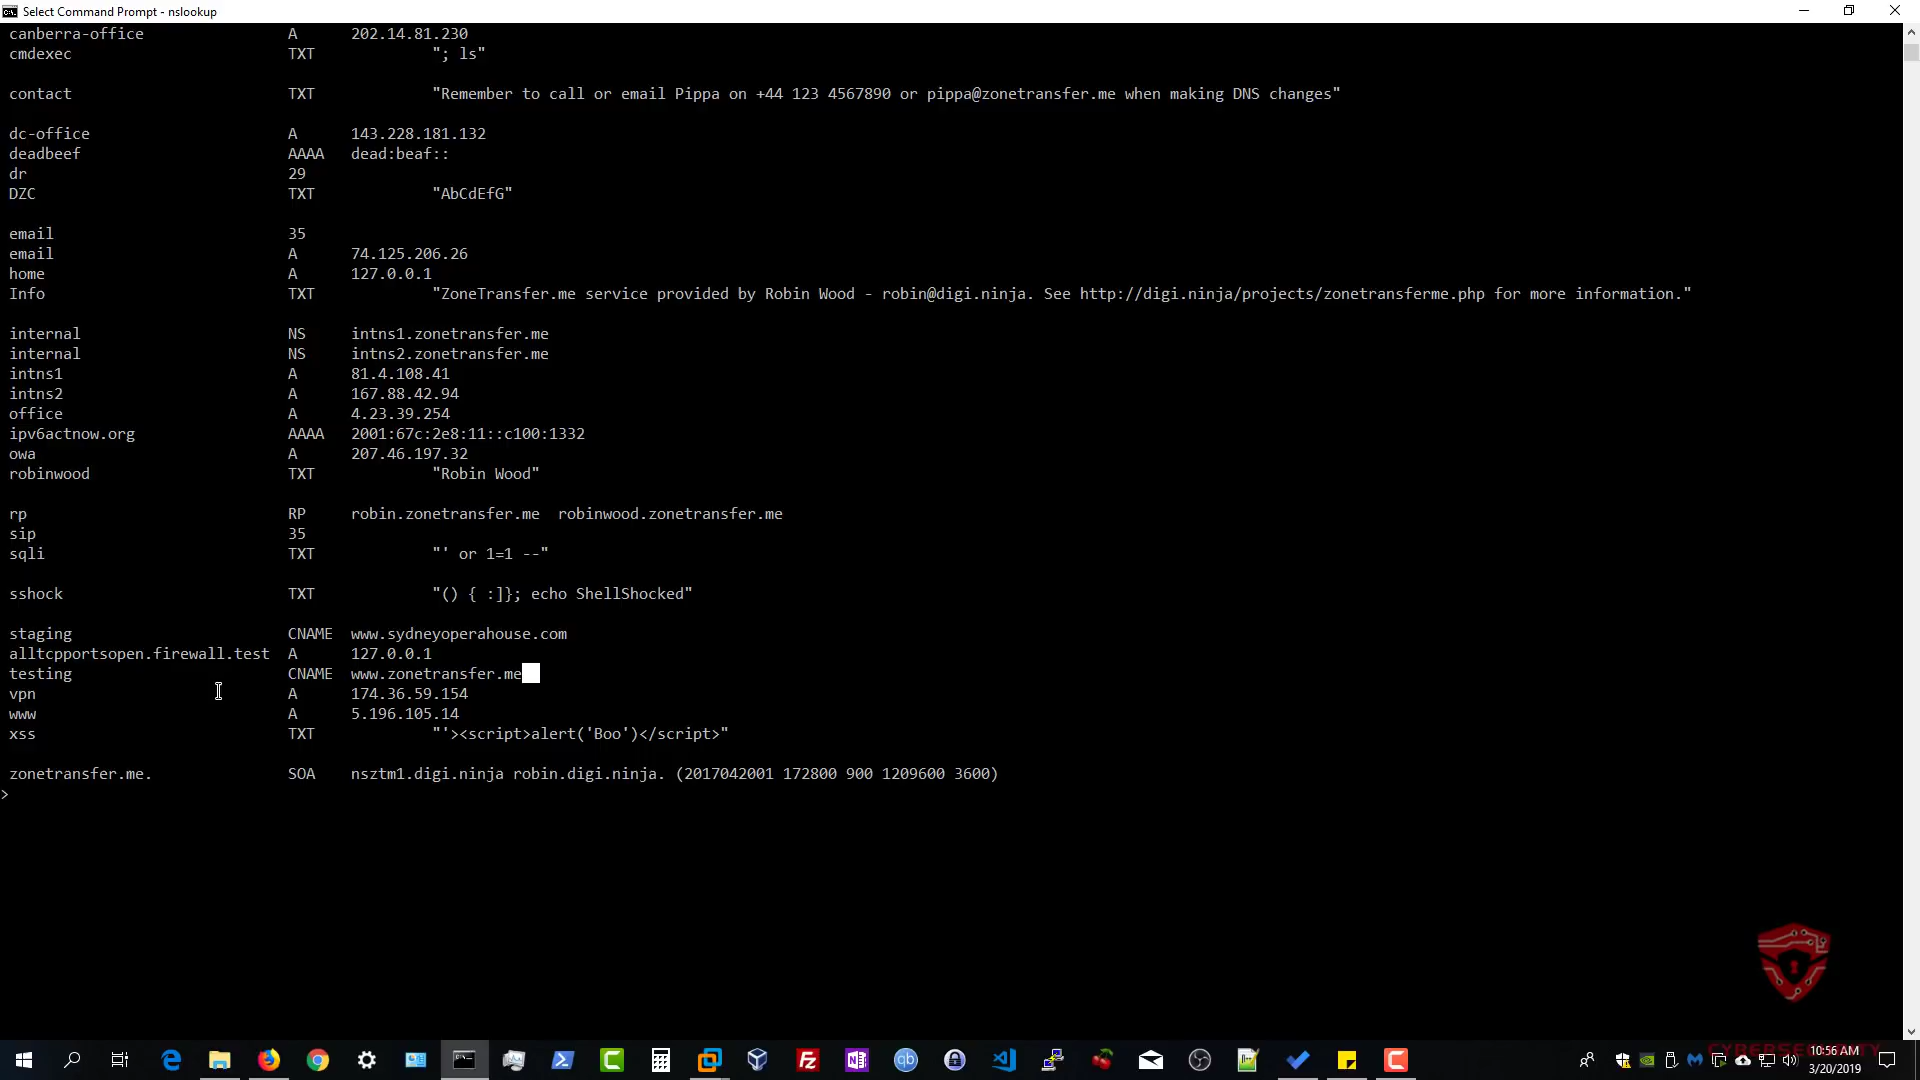 Select Command Prompt - nslookup
canberra-office A 202.14.81.230
cmdexec TXT "; ls"
contact TXT "Remember to call or email Pippa on +44 123 4567890 or pippa@zonetransfer.me when making DNS changes"
dc-office A 143.228.181.132
deadbeef AAAA dead:beaf::
dr 29
DZC TXT "AbCdEfG"
email 35
email A 74.125.206.26
home A 127.0.0.1
Info TXT "ZoneTransfer.me service provided by Robin Wood - robin@digi.ninja. See http://digi.ninja/projects/zonetransferme.php for more information."
internal NS intns1.zonetransfer.me
internal NS intns2.zonetransfer.me
intns1 A 81.4.108.41
intns2 A 167.88.42.94
office A 4.23.39.254
ipv6actnow.org AAAA 2001:67c:2e8:11::c100:1332
owa A 207.46.197.32
robinwood TXT "Robin Wood"
rp RP robin.zonetransfer.me robinwood.zonetransfer.me
sip 35
sqli TXT "' or 1=1 --"
sshock TXT "() { :]}; echo ShellShocked"
staging CNAME www.sydneyoperahouse.com
alltcpportsopen.firewall.test A 127.0.0.1
testing CNAME www.zonetransfer.me
vpn A 174.36.59.154
www A 5.196.105.14
xss TXT "'><script>alert('Boo')</script>"
zonetransfer.me. SOA nsztm1.digi.ninja robin.digi.ninja. (2017042001 172800 900 1209600 3600)
>
10:56 AM
3/20/2019